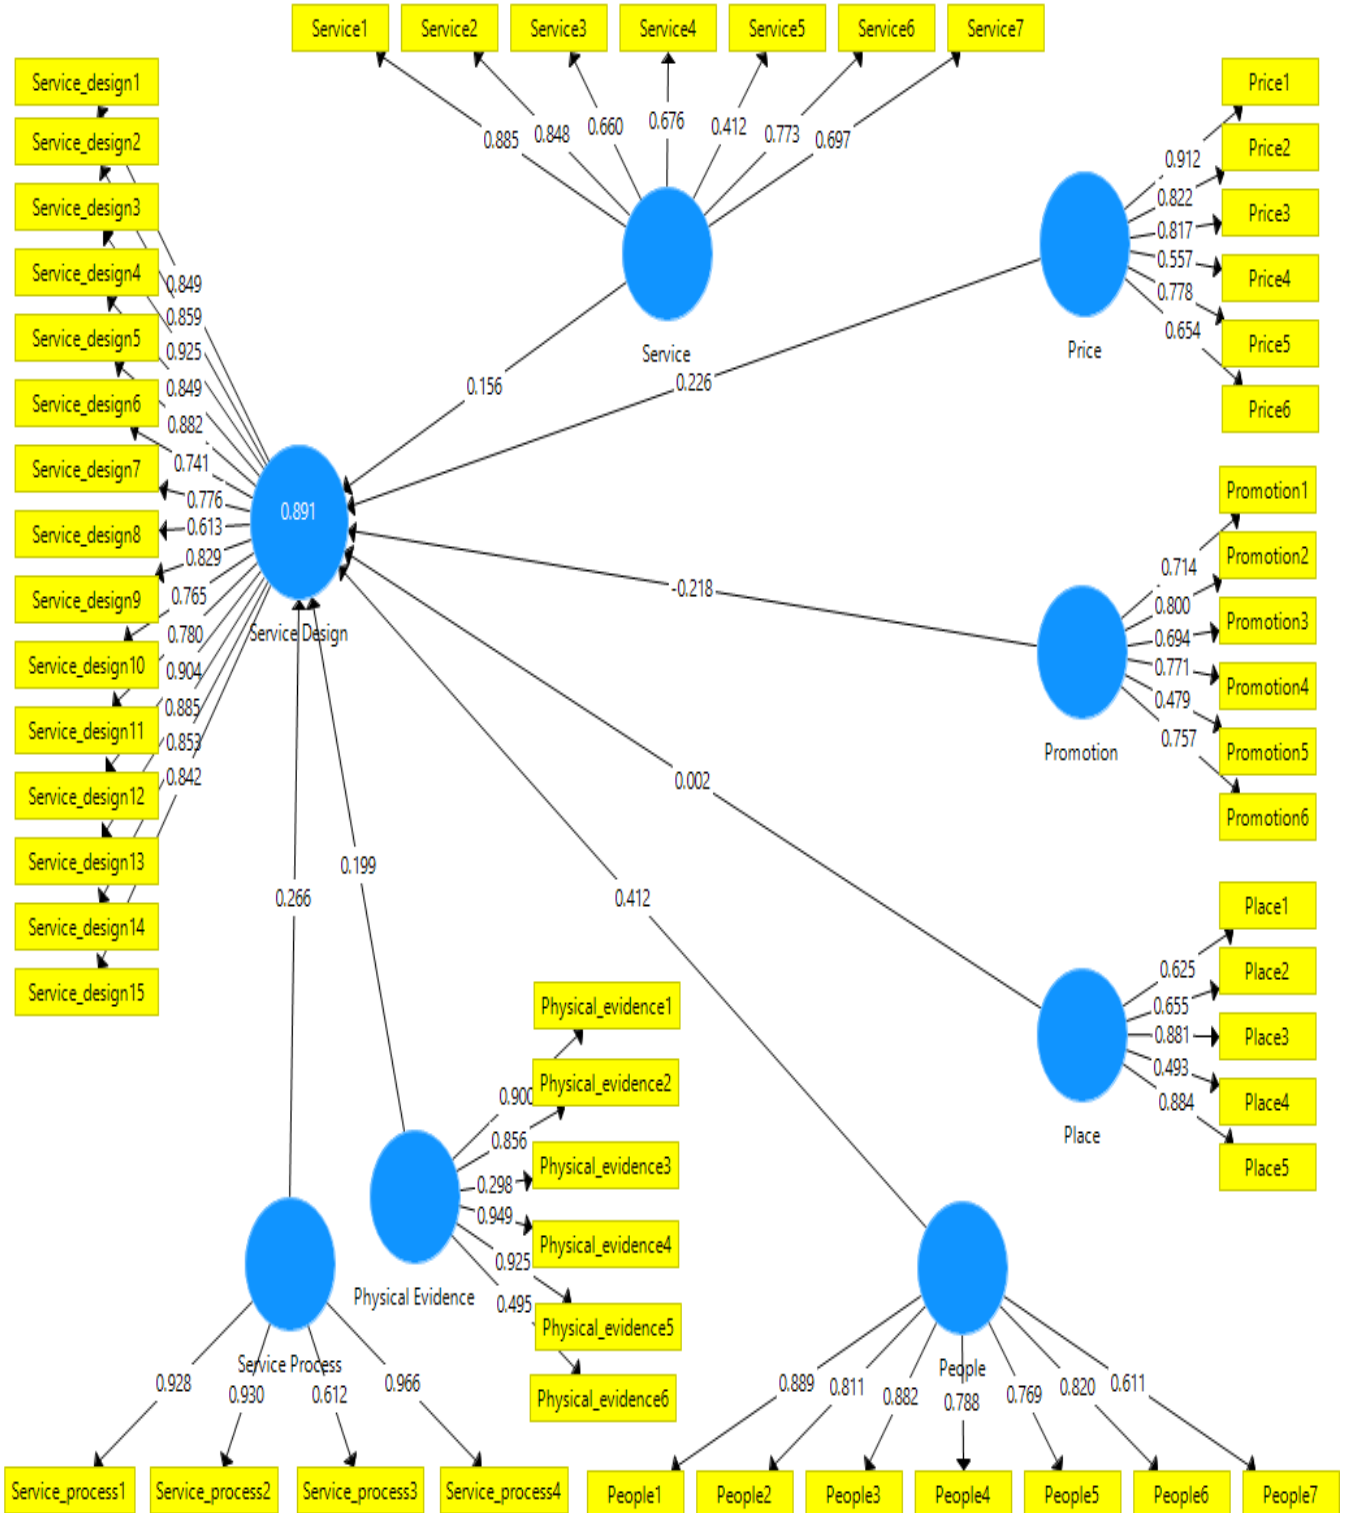 Service1
Service2
Service3
Service4
Service5
Service6
Service7
0.885
0.848
0.660
0.676
0.412
0.773
0.697
Service
Service_design1
Service_design2
Service_design3
Service_design4
Service_design5
Service_design6
Service_design7
Service_design8
Service_design9
Service_design10
Service_design11
Service_design12
Service_design13
Service_design14
Service_design15
0.849
0.859
0.925
0.849
0.882
0.741
0.776
0.613
0.829
0.765
0.780
0.904
0.885
0.853
0.842
0.891
Service Design
0.156
0.226
-0.218
0.002
0.412
0.199
0.266
Price1
Price2
Price3
Price4
Price5
Price6
0.912
0.822
0.817
0.557
0.778
0.654
Price
Promotion1
Promotion2
Promotion3
Promotion4
Promotion5
Promotion6
0.714
0.800
0.694
0.771
0.479
0.757
Promotion
Place1
Place2
Place3
Place4
Place5
0.625
0.655
0.881
0.493
0.884
Place
Physical_evidence1
Physical_evidence2
Physical_evidence3
Physical_evidence4
Physical_evidence5
Physical_evidence6
0.900
0.856
0.298
0.949
0.925
0.495
Physical Evidence
Service Process
0.928
0.930
0.612
0.966
Service_process1
Service_process2
Service_process3
Service_process4
People
0.889
0.811
0.882
0.788
0.769
0.820
0.611
People1
People2
People3
People4
People5
People6
People7